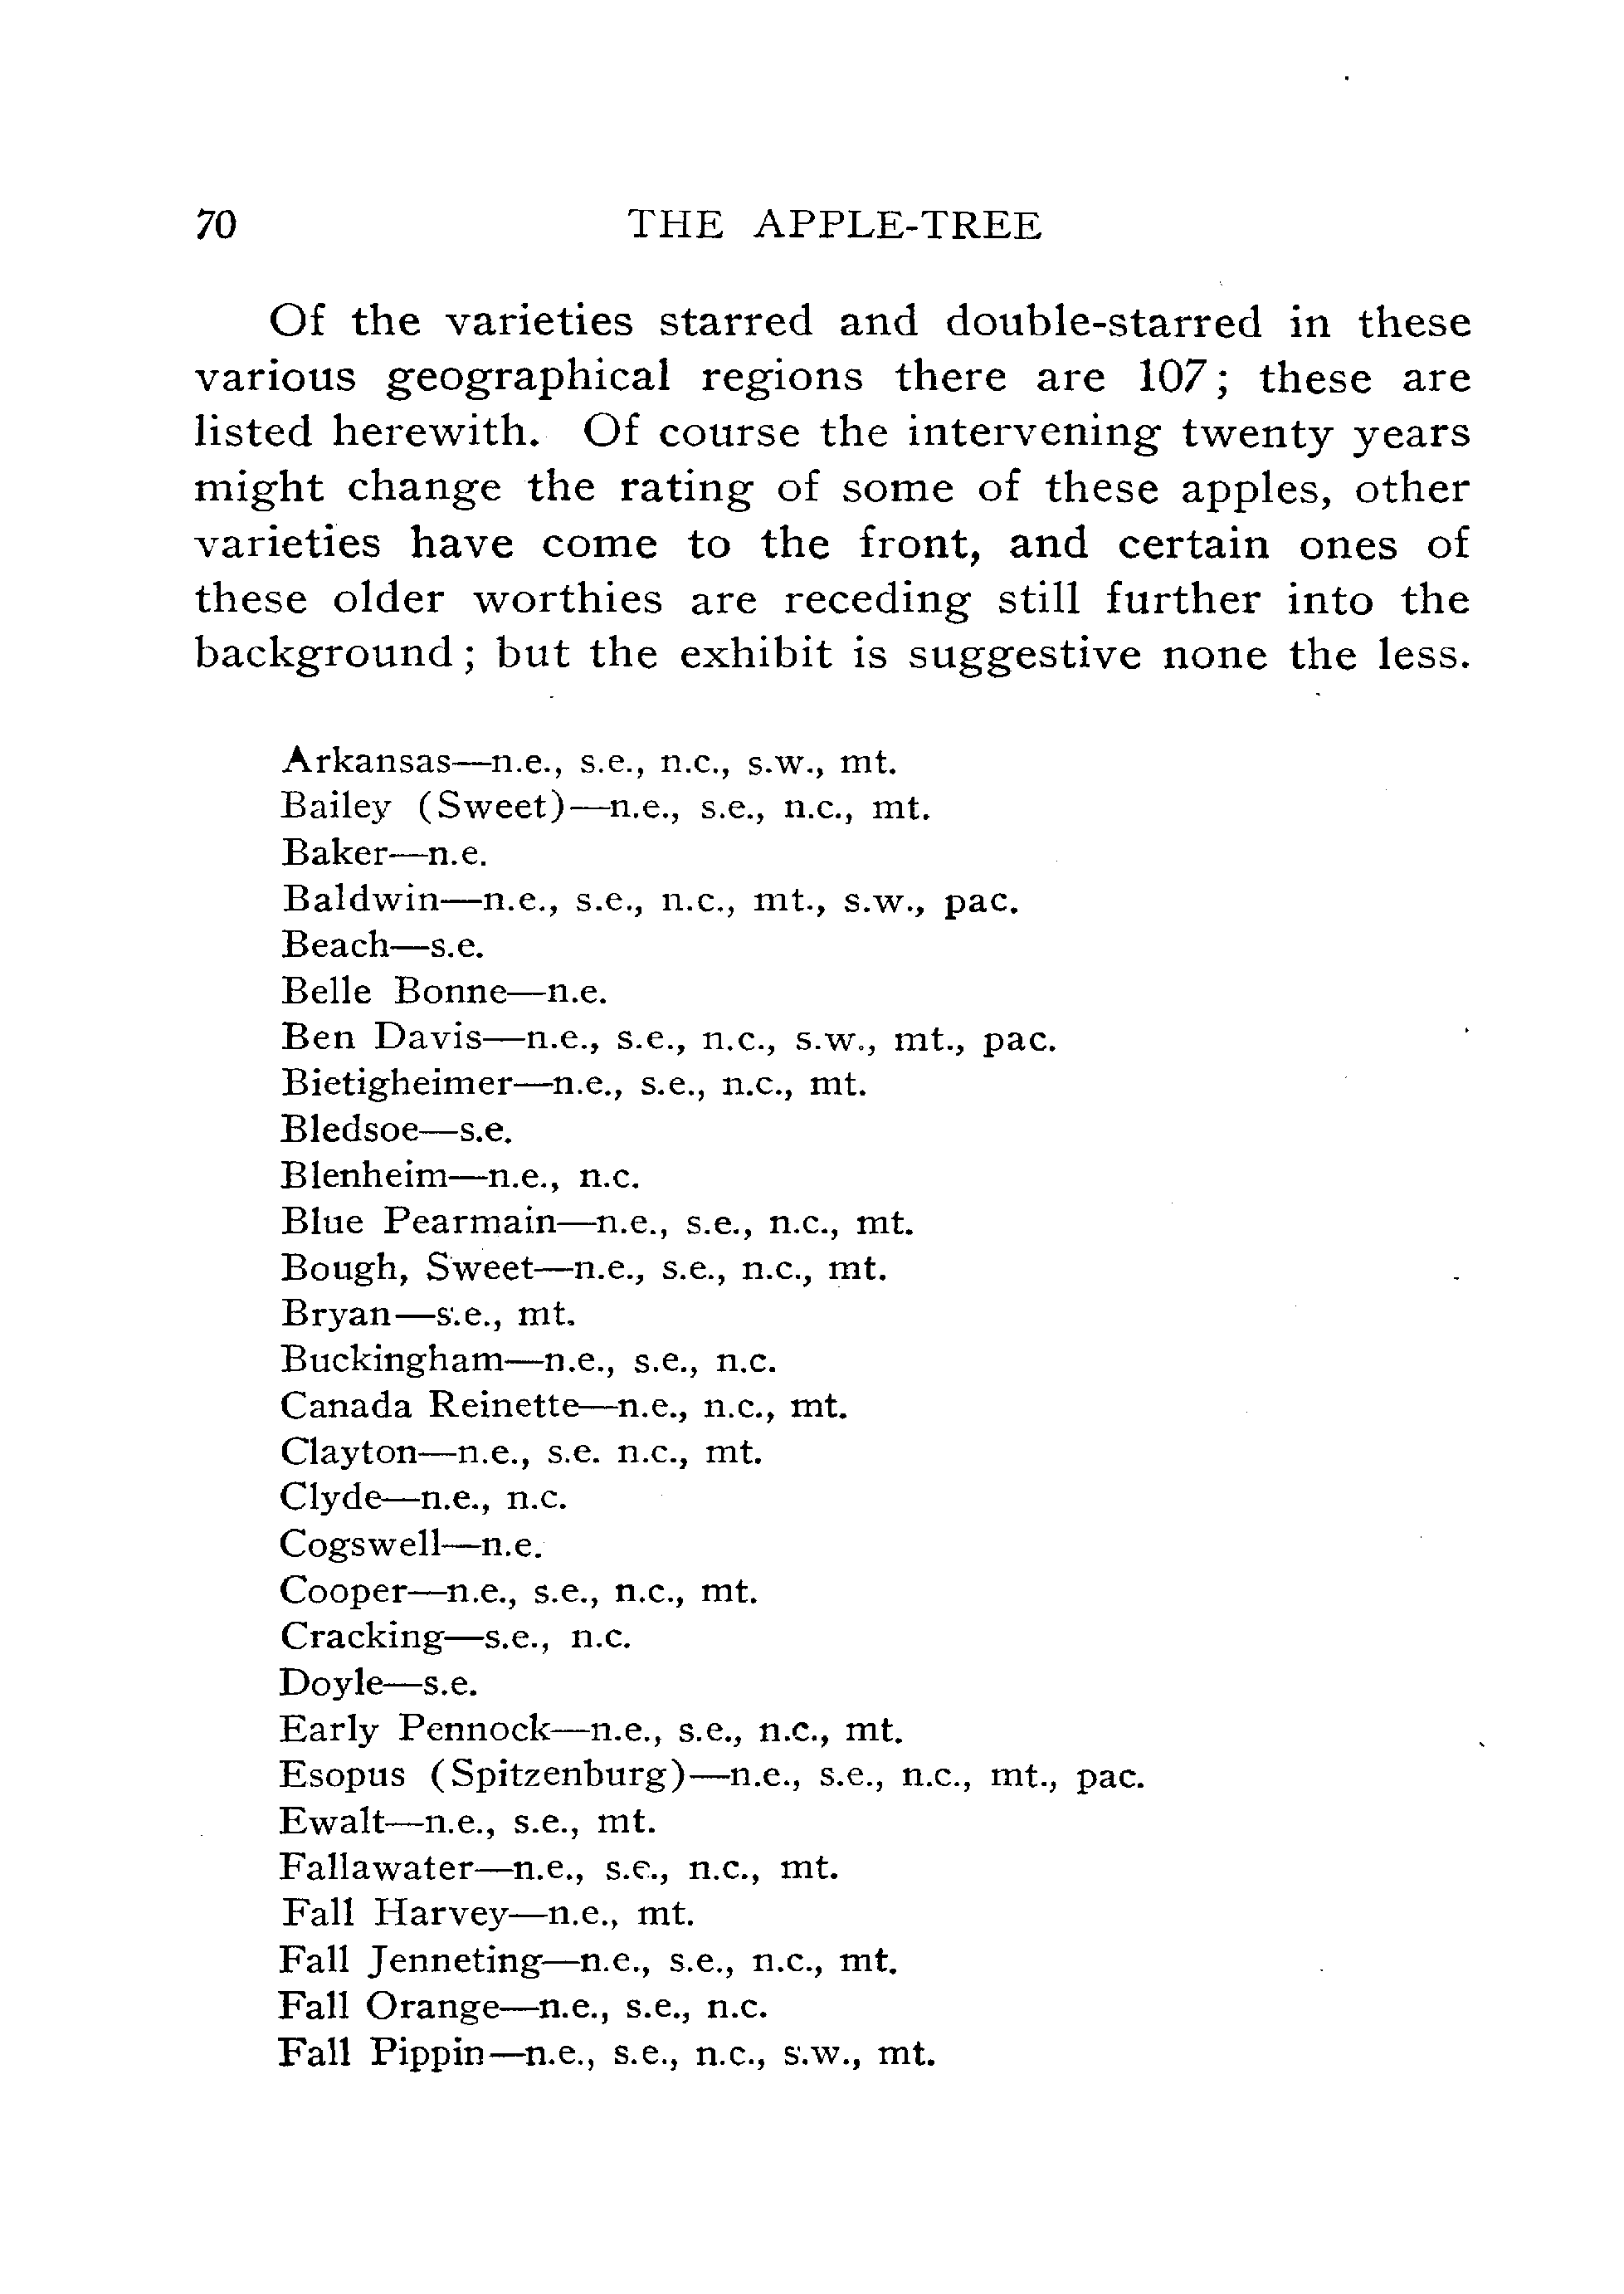 70 THE APPLE-TREE
Of the varieties starred and double-starred in these
various geographical regions there are 107; these are
listed herewith. Of course the intervening twenty years
might change the rating of some of these apples, other
varieties have come to the front, and certain ones of
these older worthies are receding still further into the
background; but the exhibit is suggestive none the less.
Arkansas—n.e., s.e., n.c., s.w., mt.
Bailey (Sweet)—n.e., s.e., n.c., mt.
Baker—n.e.
Baldwin—n.e., s.e., n.c., mt., s.w., pac.
Beach—s.e.
Belle Bonne—n.e.
Ben Davis—n.e., s.e., n.c., s.w., mt., pac.
Bietigheimer—n.e., s.e., n.c., mt.
Bledsoe—s.e.
Blenheim—n.e., n.c.
Blue Pearmain—n.e., s.e., n.c., mt.
Bough, Sweet—n.e., s.e., n.c., mt.
Bryan—s.e., mt.
Buckingham—n.e., s.e., n.c.
Canada Reinette—n.e., n.c., mt.
Clayton—n.e., s.e. n.c., mt.
Clyde—n.e., n.c.
Cogswell—n.e.
Cooper—n.e., s.e., n.c., mt.
Cracking—s.e., n.c.
Doyle—s.e.
Early Pennock—n.e., s.e., n.c., mt.
Esopus (Spitzenburg)—n.e., s.e., n.c., mt., pac.
Ewalt—n.e., s.e., mt.
Fallawater—n.e., s.e., n.c., mt.
Fall Harvey—n.e., mt.
Fall Jenneting—n.e., s.e., n.c., mt.
Fall Orange—n.e., s.e., n.c.
Fall Pippin—n.e., s.e., n.c., s.w., mt.